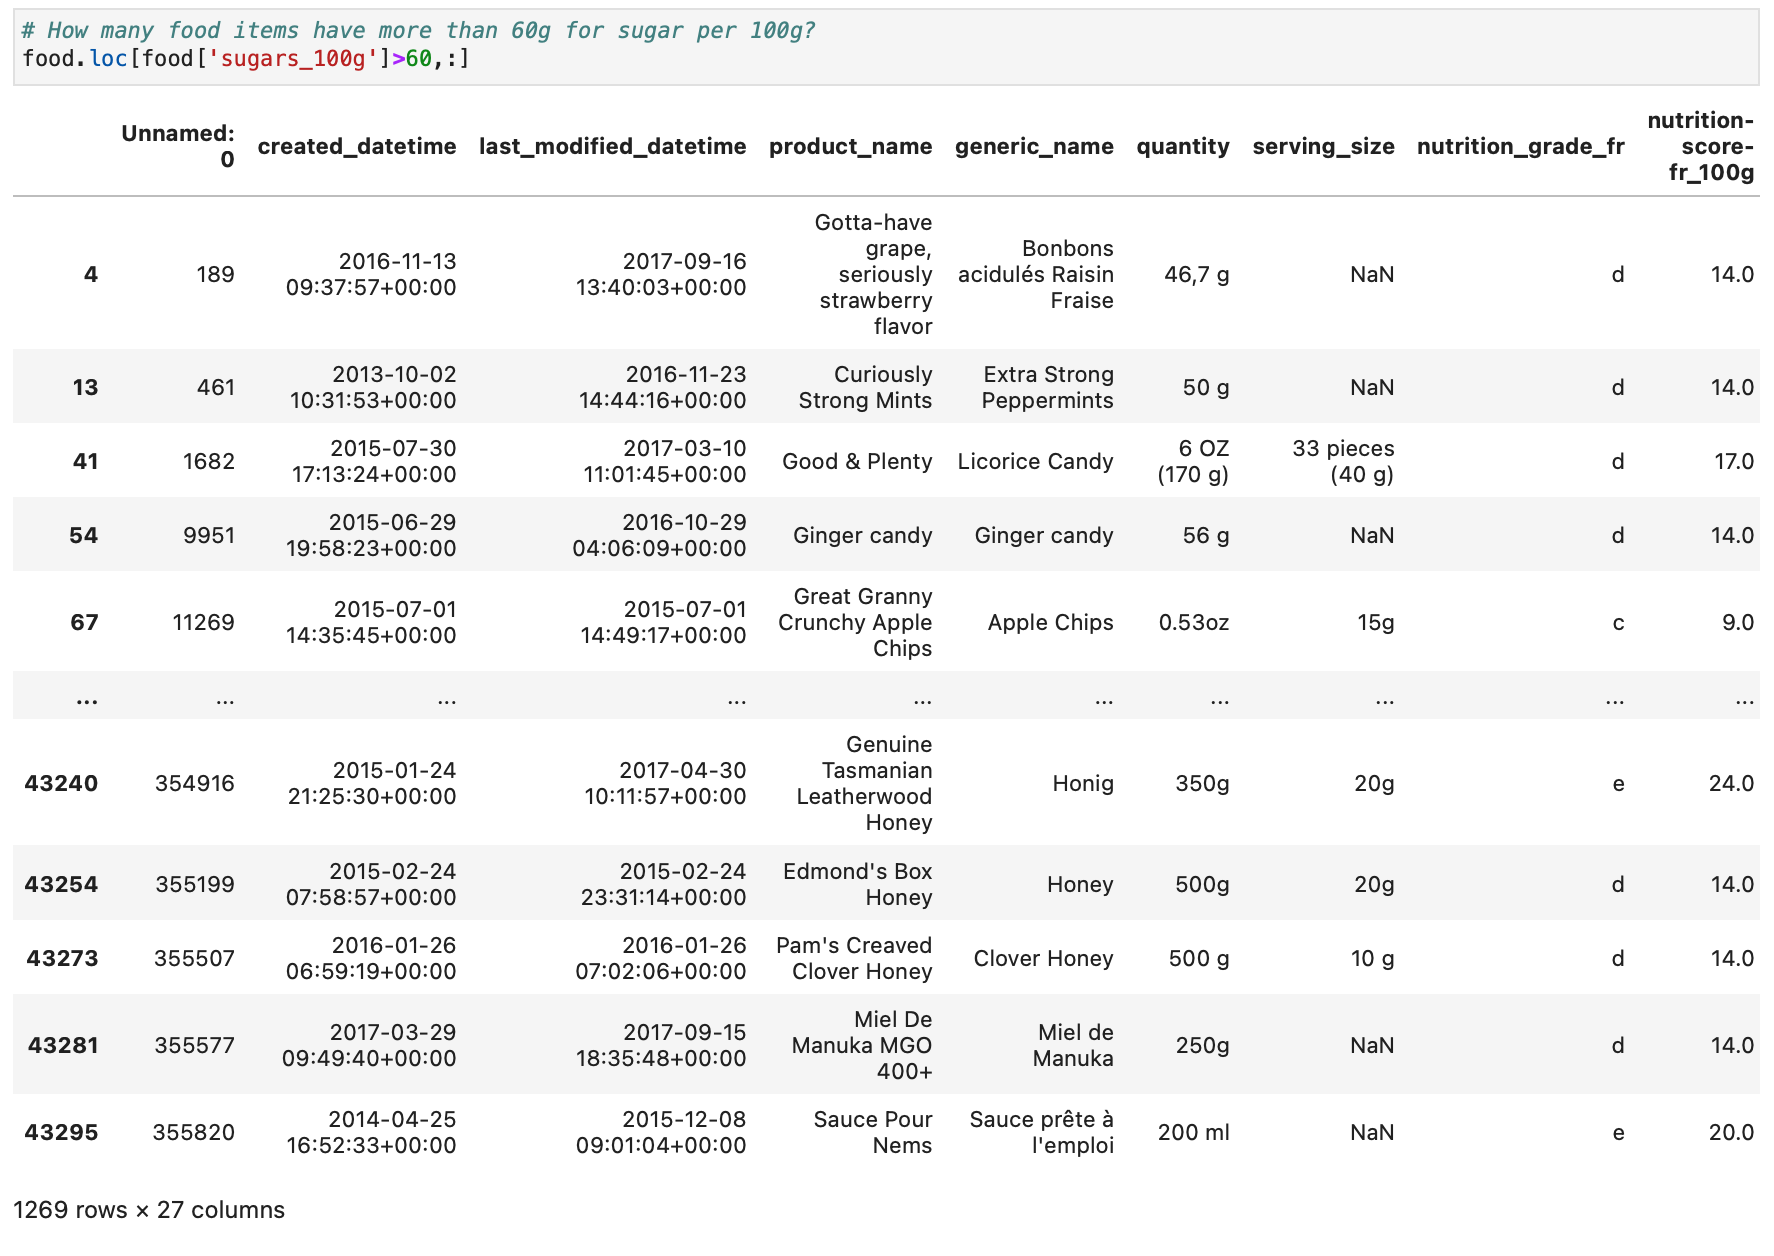 # How many food items have more than 60g for sugar per 100g?
food.loc[food['sugars_100g']>60,:]
Unnamed: 0 created_datetime last_modified_datetime product_name generic_name quantity serving_size nutrition_grade_fr nutrition-score-fr_100g
4 189 2016-11-13 09:37:57+00:00 2017-09-16 13:40:03+00:00 Gotta-have grape, seriously strawberry flavor Bonbons acidulés Raisin Fraise 46,7 g NaN d 14.0
13 461 2013-10-02 10:31:53+00:00 2016-11-23 14:44:16+00:00 Curiously Strong Mints Extra Strong Peppermints 50 g NaN d 14.0
41 1682 2015-07-30 17:13:24+00:00 2017-03-10 11:01:45+00:00 Good & Plenty Licorice Candy 6 OZ (170 g) 33 pieces (40 g) d 17.0
54 9951 2015-06-29 19:58:23+00:00 2016-10-29 04:06:09+00:00 Ginger candy Ginger candy 56 g NaN d 14.0
67 11269 2015-07-01 14:35:45+00:00 2015-07-01 14:49:17+00:00 Great Granny Crunchy Apple Chips Apple Chips 0.53oz 15g c 9.0
... ... ... ... ... ... ... ... ... ...
43240 354916 2015-01-24 21:25:30+00:00 2017-04-30 10:11:57+00:00 Genuine Tasmanian Leatherwood Honey Honig 350g 20g e 24.0
43254 355199 2015-02-24 07:58:57+00:00 2015-02-24 23:31:14+00:00 Edmond's Box Honey Honey 500g 20g d 14.0
43273 355507 2016-01-26 06:59:19+00:00 2016-01-26 07:02:06+00:00 Pam's Creaved Clover Honey Clover Honey 500 g 10 g d 14.0
43281 355577 2017-03-29 09:49:40+00:00 2017-09-15 18:35:48+00:00 Miel De Manuka MGO 400+ Miel de Manuka 250g NaN d 14.0
43295 355820 2014-04-25 16:52:33+00:00 2015-12-08 09:01:04+00:00 Sauce Pour Nems Sauce prête à l'emploi 200 ml NaN e 20.0
1269 rows × 27 columns